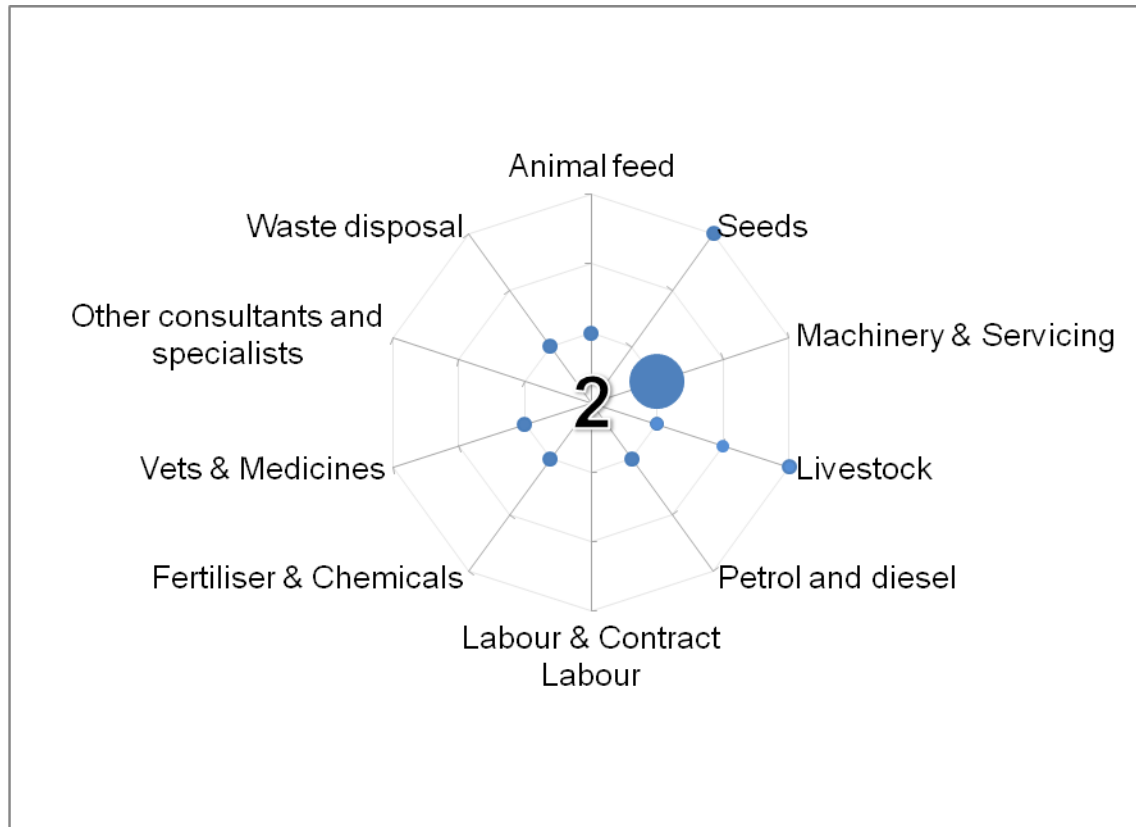 Animal feed
Waste disposal
Seeds
Other consultants and
specialists
Machinery & Servicing
2
Vets & Medicines
Livestock
Fertiliser & Chemicals
Petrol and diesel
Labour & Contract
Labour